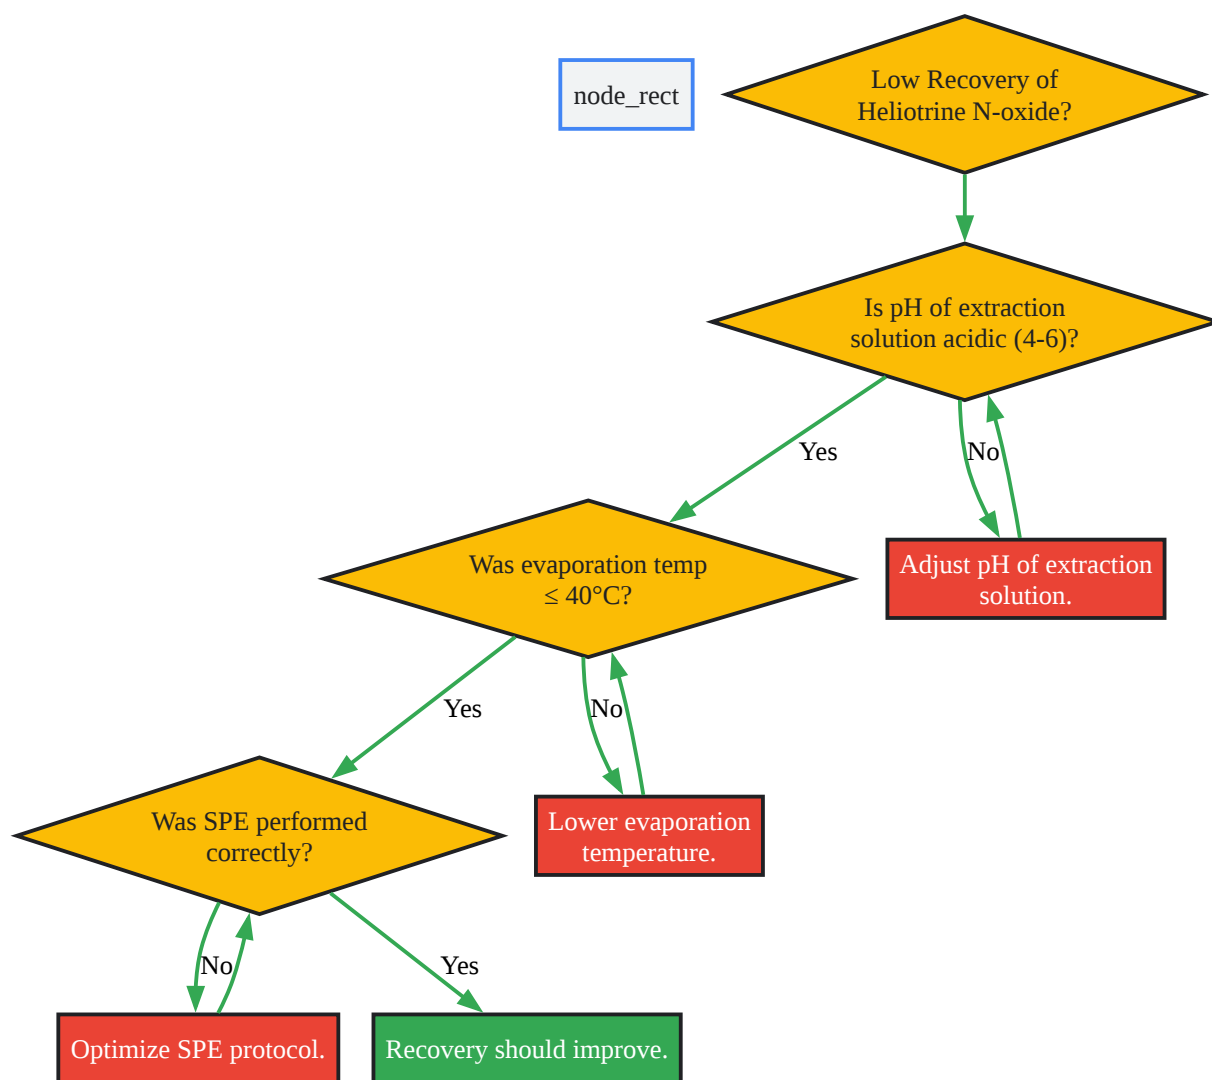 node_rect
Low Recovery of
Heliotrine N-oxide?
Is pH of extraction
solution acidic (4-6)?
Yes
No
Was evaporation temp
≤ 40°C?
Adjust pH of extraction
solution.
Yes
No
Was SPE performed
correctly?
Lower evaporation
temperature.
No
Yes
Optimize SPE protocol.
Recovery should improve.